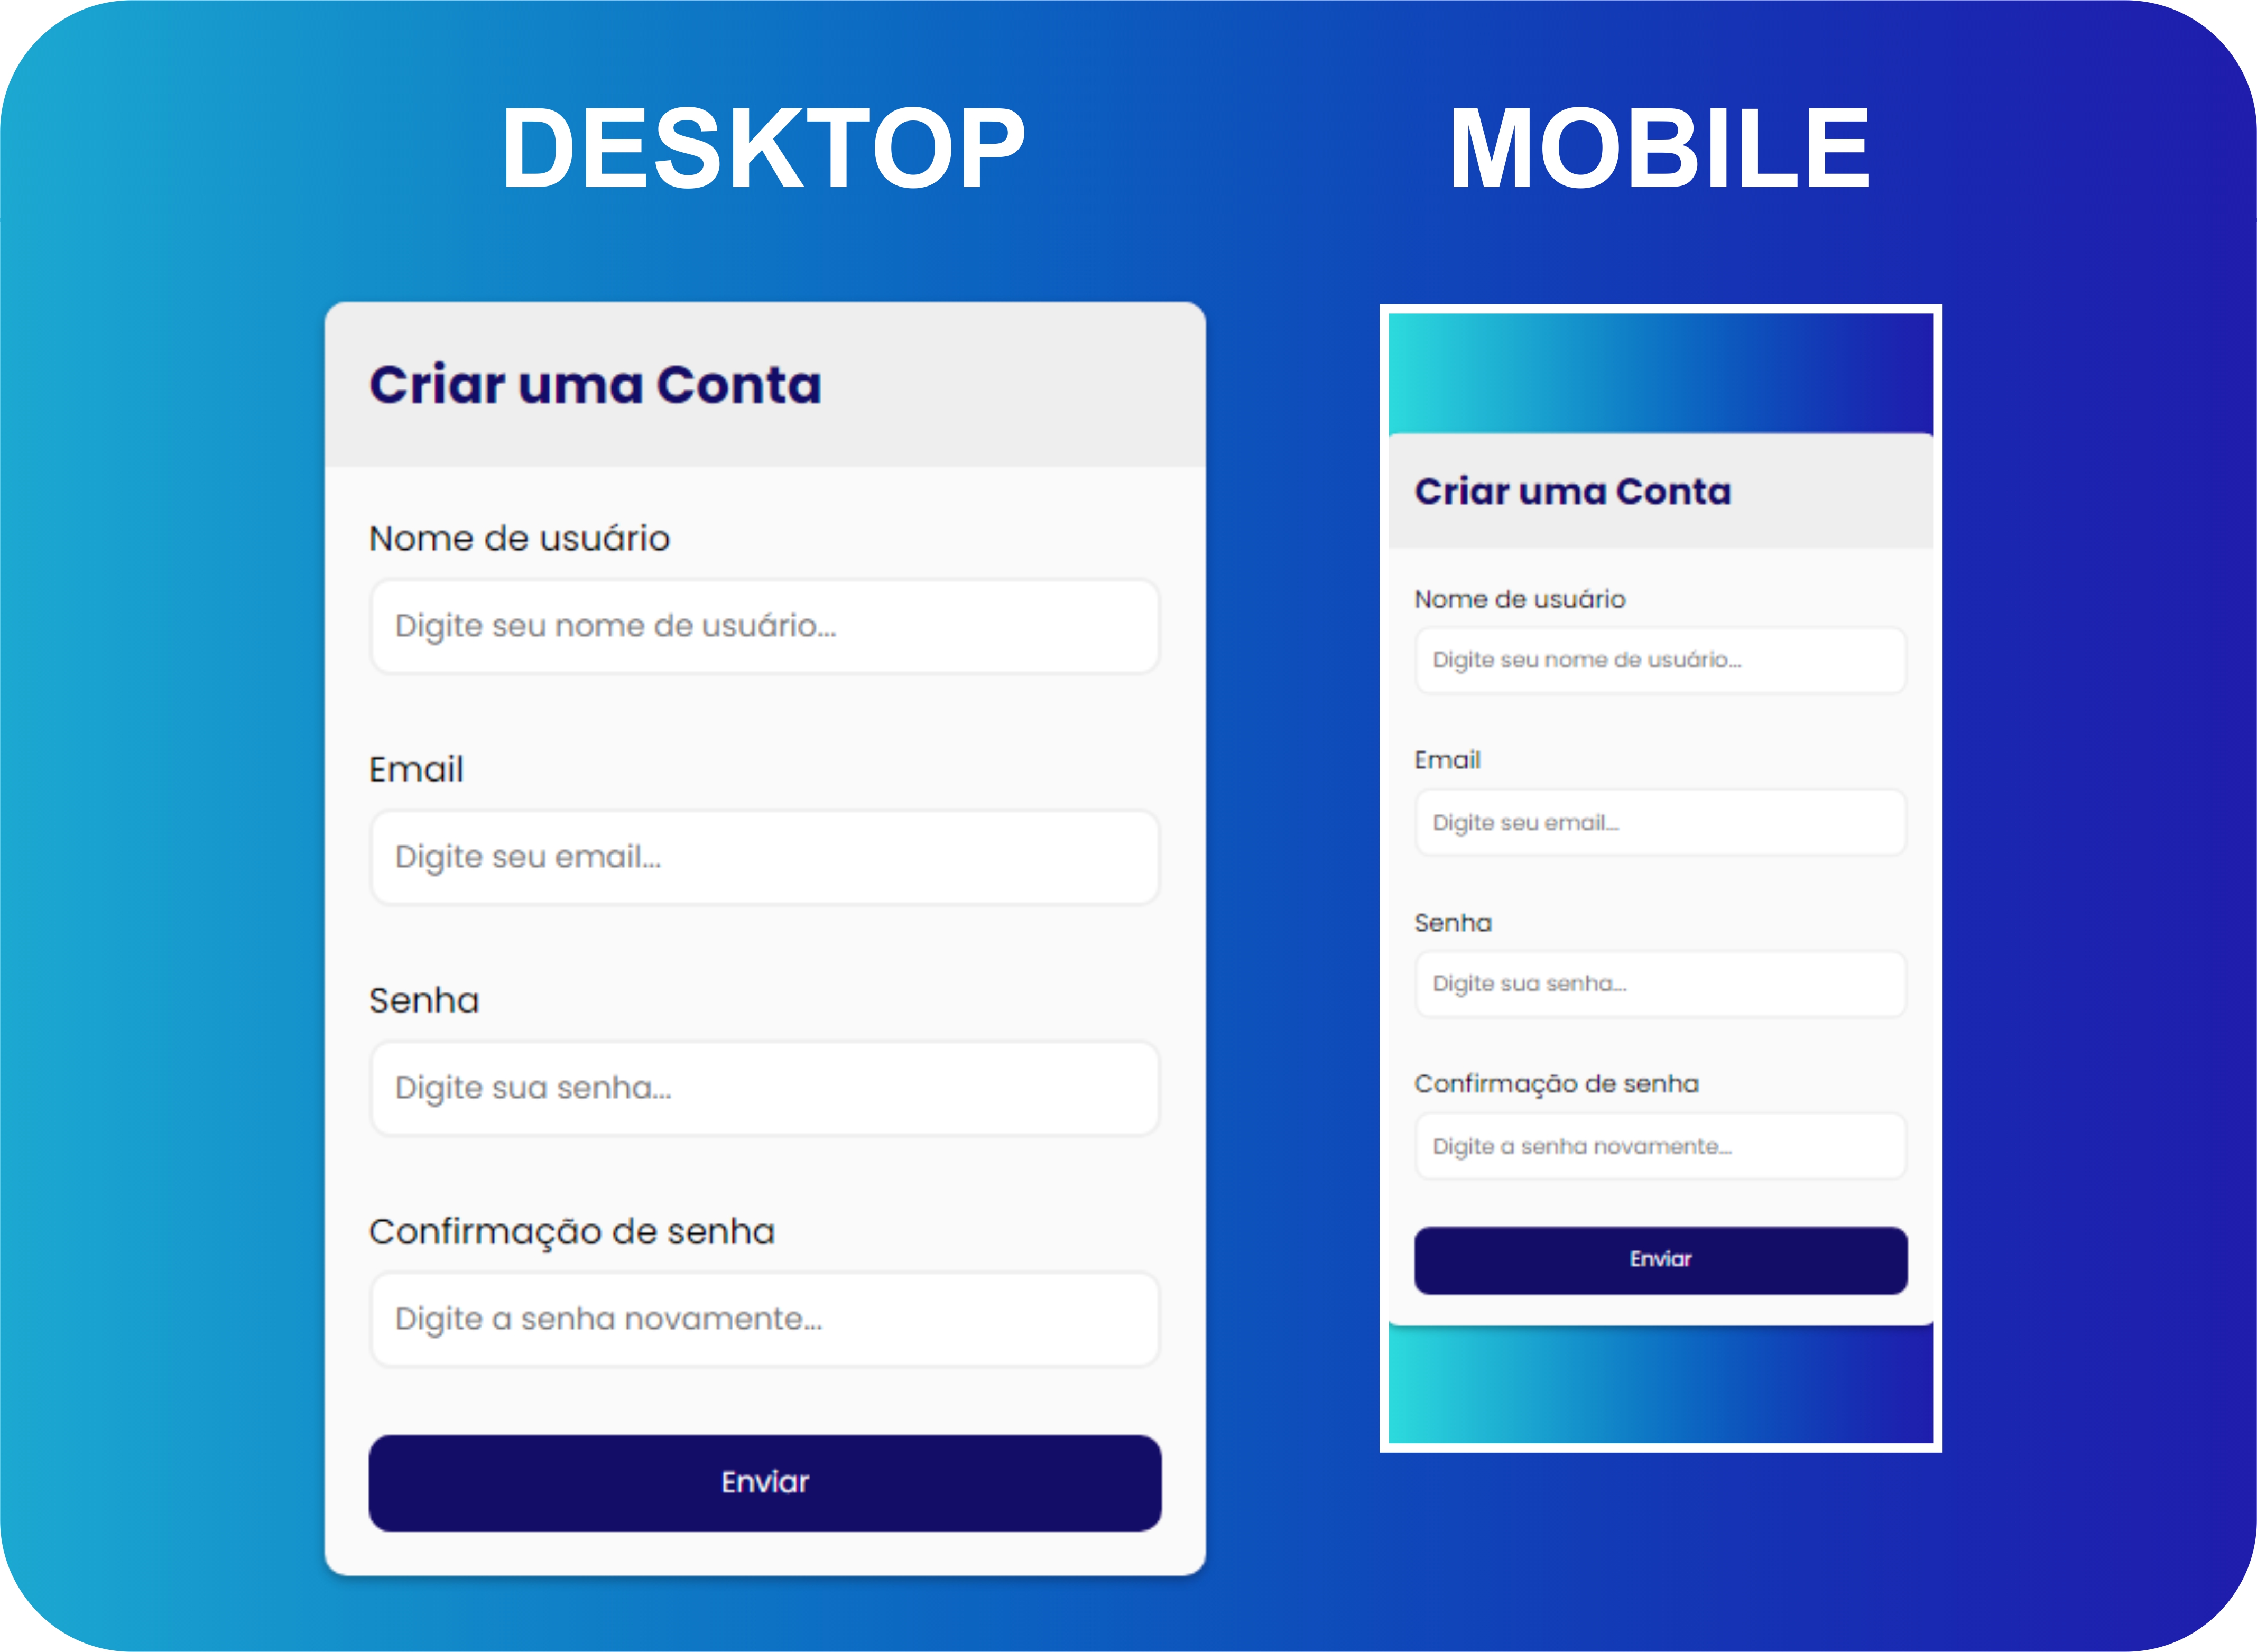 DESKTOP
Criar uma Conta
Nome de usuário
Digite seu nome de usuário...
Email
Digite seu email...
Senha
Digite sua senha...
Confirmação de senha
Digite a senha novamente...
Enviar
MOBILE
Criar uma Conta
Nome de usuário
Digite seu nome de usuário...
Email
Digite seu email...
Senha
Digite sua senha...
Confirmação de senha
Digite a senha novamente...
Enviar